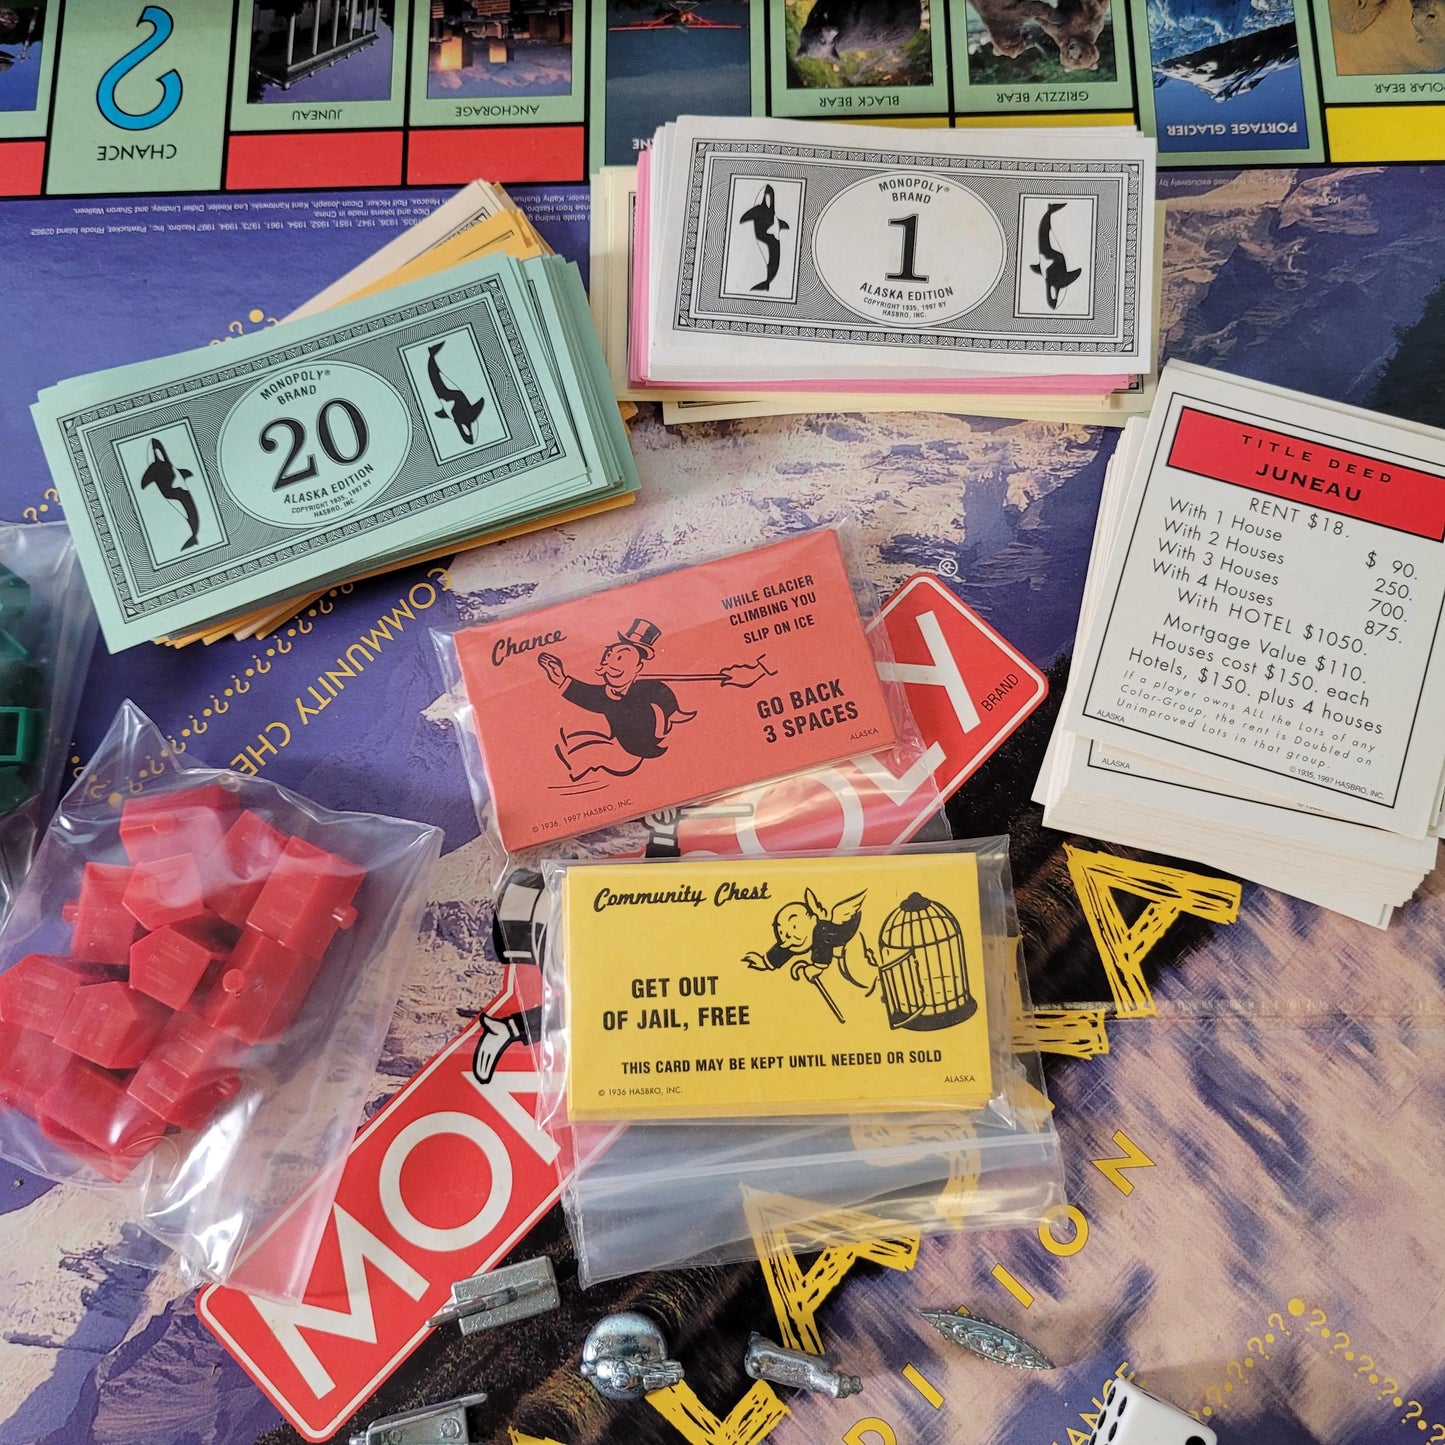 CHANCE
JUNEAU
ANCHORAGE
BLACK BEAR
GRIZZLY BEAR
PORTAGE GLACIER
POLAR BEAR
MONOPOLY®
BRAND
1
ALASKA EDITION
COPYRIGHT 1935, 1997 BY
HASBRO, INC.
MONOPOLY®
BRAND
20
ALASKA EDITION
COPYRIGHT 1935, 1997 BY
HASBRO, INC.
TITLE DEED
JUNEAU
RENT $18.
With 1 House $ 90.
With 2 Houses 250.
With 3 Houses 700.
With 4 Houses 875.
With HOTEL $1050.
Mortgage Value $110.
Houses cost $150. each
Hotels, $150. plus 4 houses
If a player owns ALL the Lots of any
Color-Group, the rent is Doubled on
Unimproved Lots in that group.
ALASKA
© 1935, 1997 HASBRO, INC.
ALASKA
COMMUNITY CHE
Chance
WHILE GLACIER
CLIMBING YOU
SLIP ON ICE
GO BACK
3 SPACES
ALASKA
© 1936, 1997 HASBRO, INC.
MON OLY
BRAND
®
Community Chest
GET OUT
OF JAIL, FREE
THIS CARD MAY BE KEPT UNTIL NEEDED OR SOLD
© 1936 HASBRO, INC.
ALASKA
A
DITION